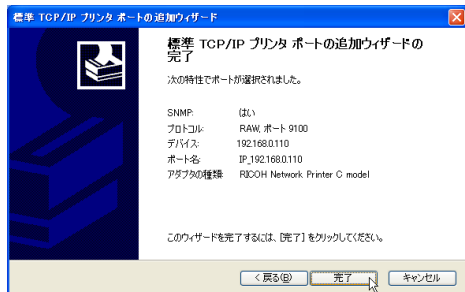 標準 TCP/IP プリンタ ポートの追加ウィザード
標準 TCP/IP プリンタ ポートの追加ウィザードの
完了
次の特性でポートが選択されました。
SNMP: はい
プロトコル: RAW, ポート 9100
デバイス: 192.168.0.110
ポート名: IP_192.168.0.110
アダプタの種類: RICOH Network Printer C model
このウィザードを完了するには、[完了] をクリックしてください。
< 戻る(B) 完了 キャンセル